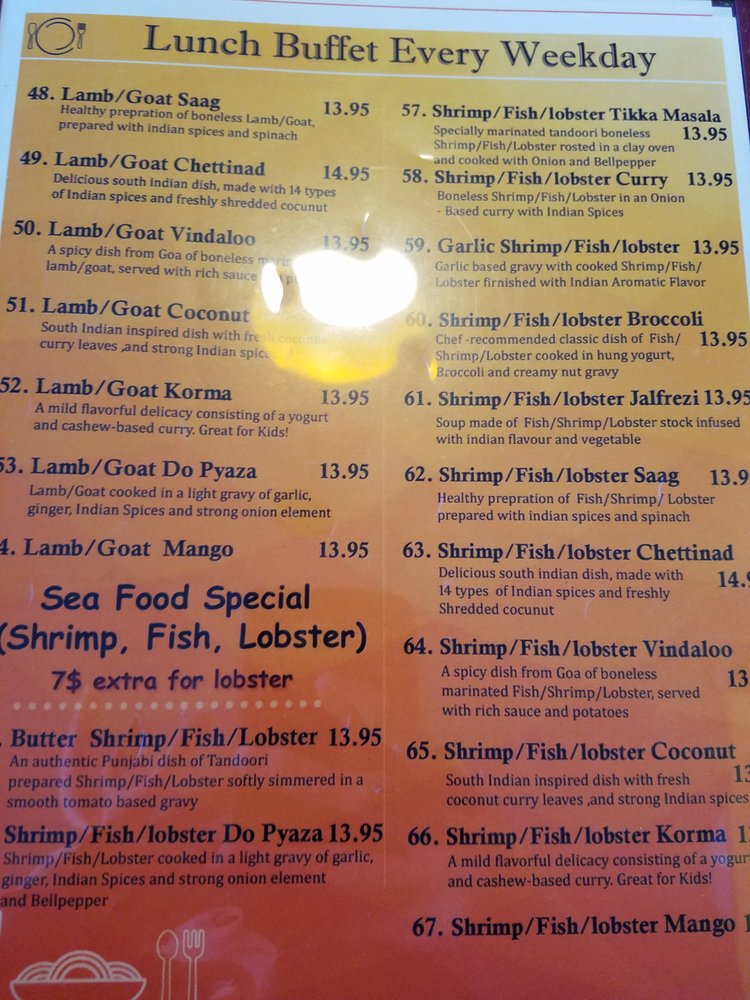 Lunch Buffet Every Weekday
48. Lamb/Goat Saag 13.95
Healthy prepration of boneless Lamb/Goat,
prepared with indian spices and spinach
49. Lamb/Goat Chettinad 14.95
Delicious south indian dish, made with 14 types
of Indian spices and freshly shredded cocunut
50. Lamb/Goat Vindaloo 13.95
A spicy dish from Goa of boneless
lamb/goat, served with rich sauce
51. Lamb/Goat Coconut
South Indian inspired dish with fresh coconut
curry leaves ,and strong Indian spice
52. Lamb/Goat Korma 13.95
A mild flavorful delicacy consisting of a yogurt
and cashew-based curry. Great for Kids!
53. Lamb/Goat Do Pyaza 13.95
Lamb/Goat cooked in a light gravy of garlic,
ginger, Indian Spices and strong onion element
4. Lamb/Goat Mango 13.95
Sea Food Special
(Shrimp, Fish, Lobster)
7$ extra for lobster
. Butter Shrimp/Fish/Lobster 13.95
An authentic Punjabi dish of Tandoori
prepared Shrimp/Fish/Lobster softly simmered in a
smooth tomato based gravy
Shrimp/Fish/lobster Do Pyaza 13.95
Shrimp/Fish/Lobster cooked in a light gravy of garlic,
ginger, Indian Spices and strong onion element
and Bellpepper
57. Shrimp/Fish/lobster Tikka Masala
Specially marinated tandoori boneless 13.95
Shrimp/Fish/Lobster rosted in a clay oven
and cooked with Onion and Bellpepper
58. Shrimp/Fish/lobster Curry 13.95
Boneless Shrimp/Fish/Lobster in an Onion
- Based curry with Indian Spices
59. Garlic Shrimp/Fish/lobster 13.95
Garlic based gravy with cooked Shrimp/Fish/
Lobster firnished with Indian Aromatic Flavor
60. Shrimp/Fish/lobster Broccoli
Chef -recommended classic dish of Fish/ 13.95
Shrimp/Lobster cooked in hung yogurt,
Broccoli and creamy nut gravy
61. Shrimp/Fish/lobster Jalfrezi 13.95
Soup made of Fish/Shrimp/Lobster stock infused
with indian flavour and vegetable
62. Shrimp/Fish/lobster Saag 13.9
Healthy prepration of Fish/Shrimp/ Lobster
prepared with indian spices and spinach
63. Shrimp/Fish/lobster Chettinad
Delicious south indian dish, made with 14.9
14 types of Indian spices and freshly
Shredded cocunut
64. Shrimp/Fish/lobster Vindaloo
A spicy dish from Goa of boneless 13
marinated Fish/Shrimp/Lobster, served
with rich sauce and potatoes
65. Shrimp/Fish/lobster Coconut
South Indian inspired dish with fresh 13
coconut curry leaves ,and strong Indian spices
66. Shrimp/Fish/lobster Korma 1
A mild flavorful delicacy consisting of a yogur
and cashew-based curry. Great for Kids!
67. Shrimp/Fish/lobster Mango 1